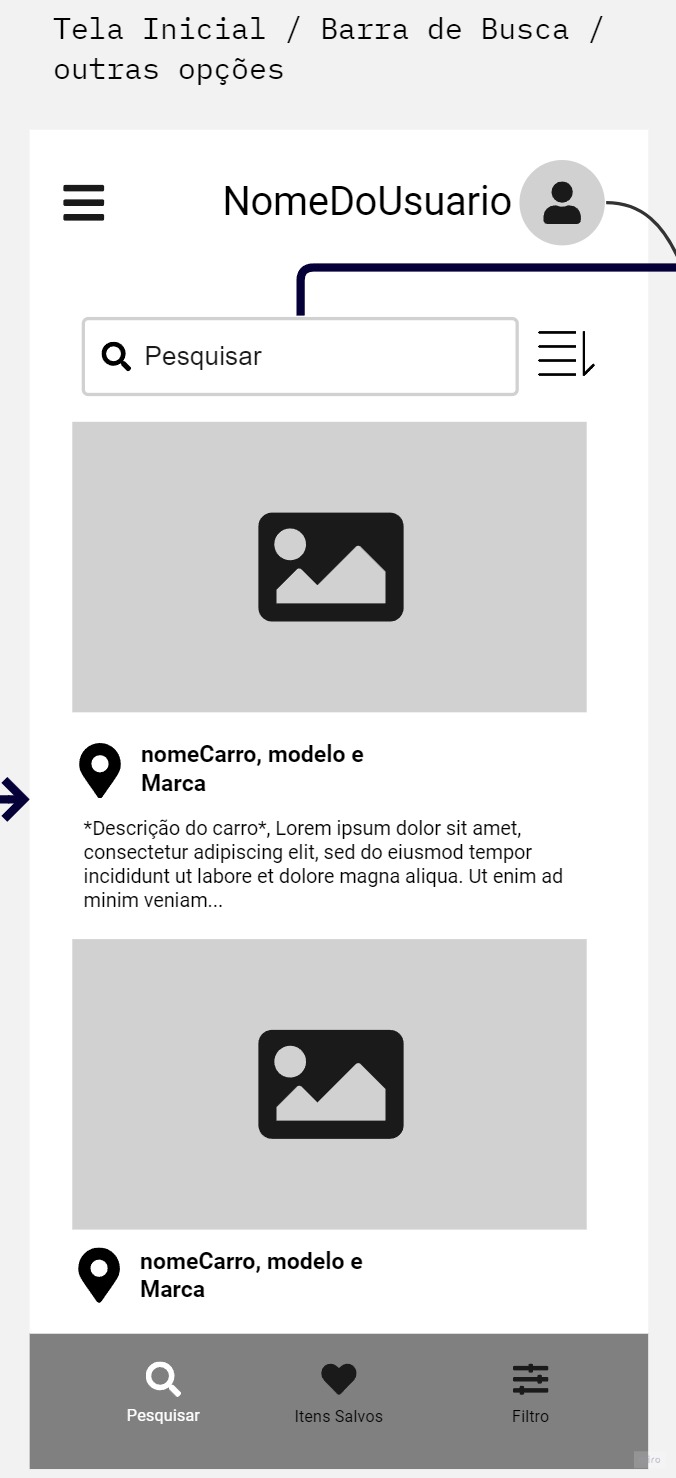 Tela Inicial / Barra de Busca /
outras opções
NomeDoUsuario
Pesquisar
nomeCarro, modelo e
Marca
*Descrição do carro*, Lorem ipsum dolor sit amet,
consectetur adipiscing elit, sed do eiusmod tempor
incididunt ut labore et dolore magna aliqua. Ut enim ad
minim veniam...
nomeCarro, modelo e
Marca
Pesquisar
Itens Salvos
Filtro